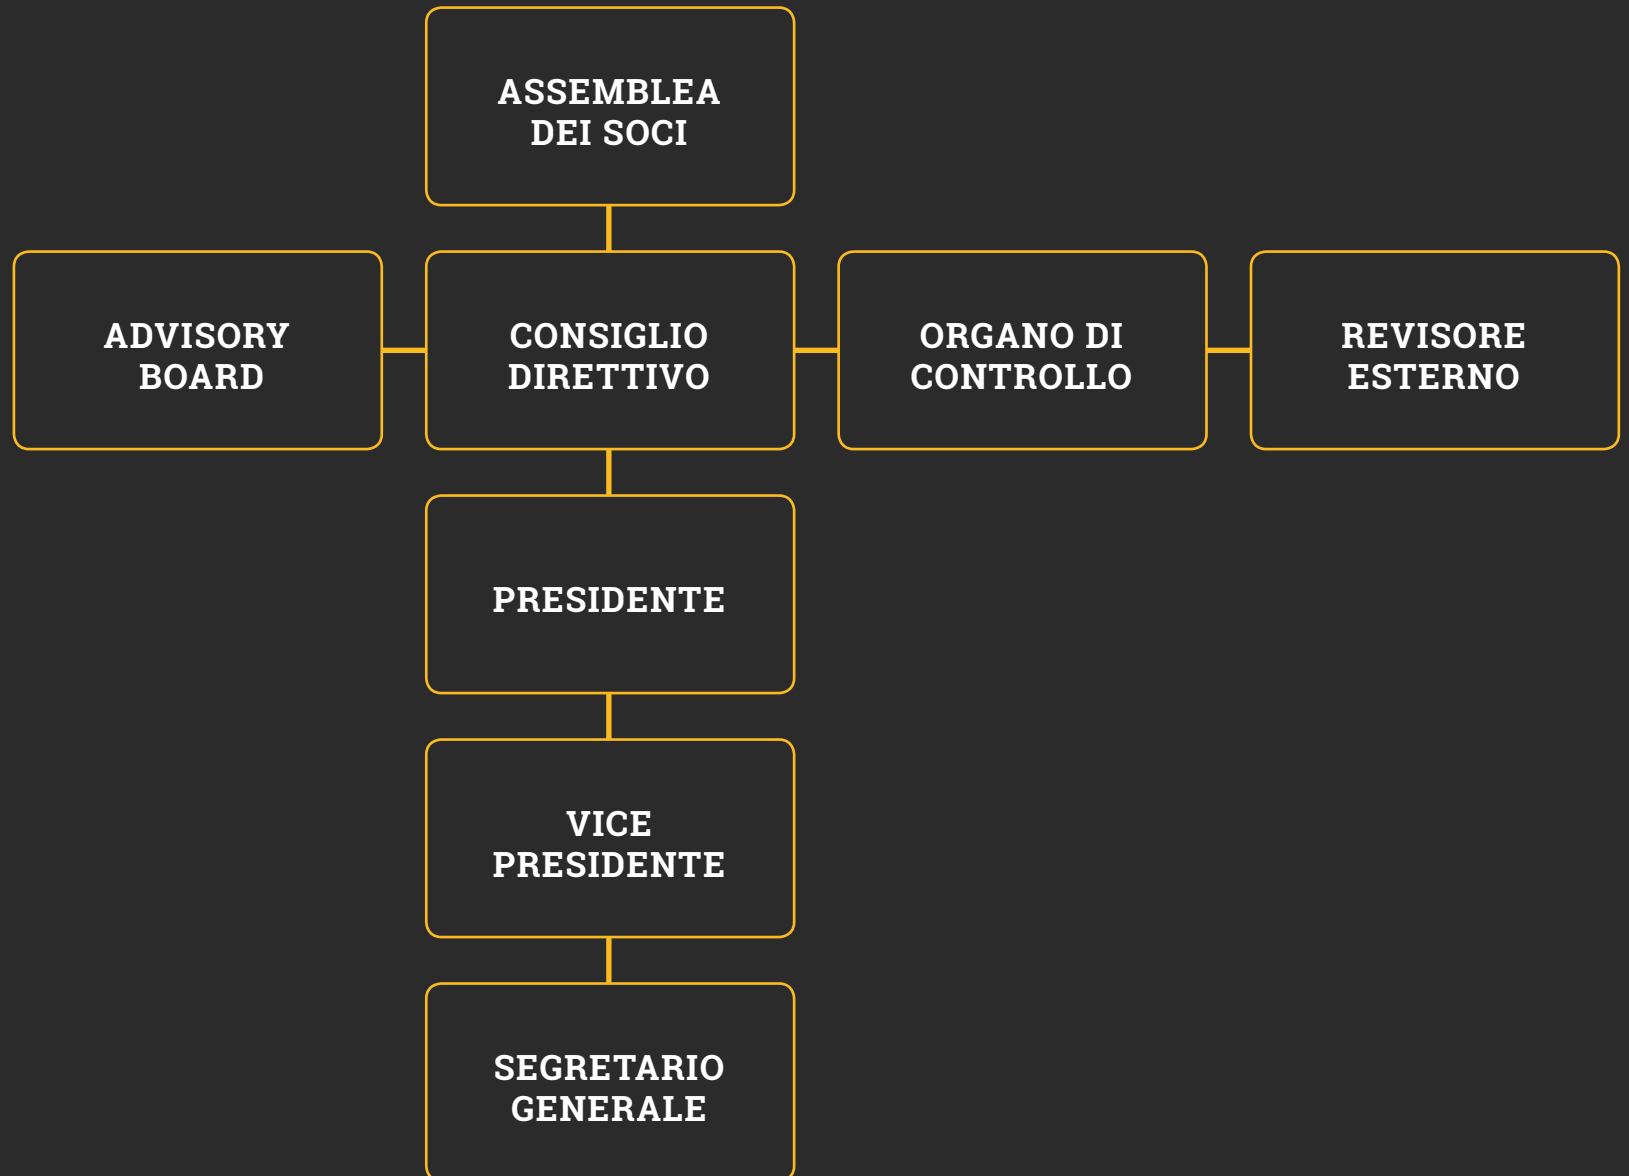 ASSEMBLEA
DEI SOCI
ADVISORY
BOARD
CONSIGLIO
DIRETTIVO
ORGANO DI
CONTROLLO
REVISORE
ESTERNO
PRESIDENTE
VICE
PRESIDENTE
SEGRETARIO
GENERALE